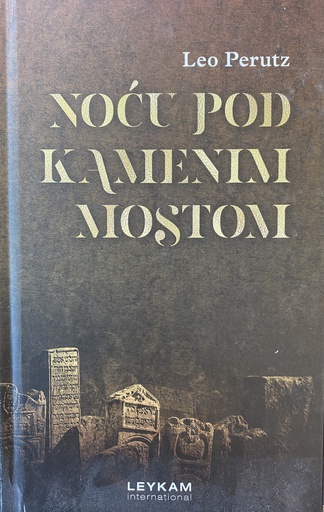 Leo Perutz
NOĆU POD
KAMENIM
MOSTOM
LEYKAM
international